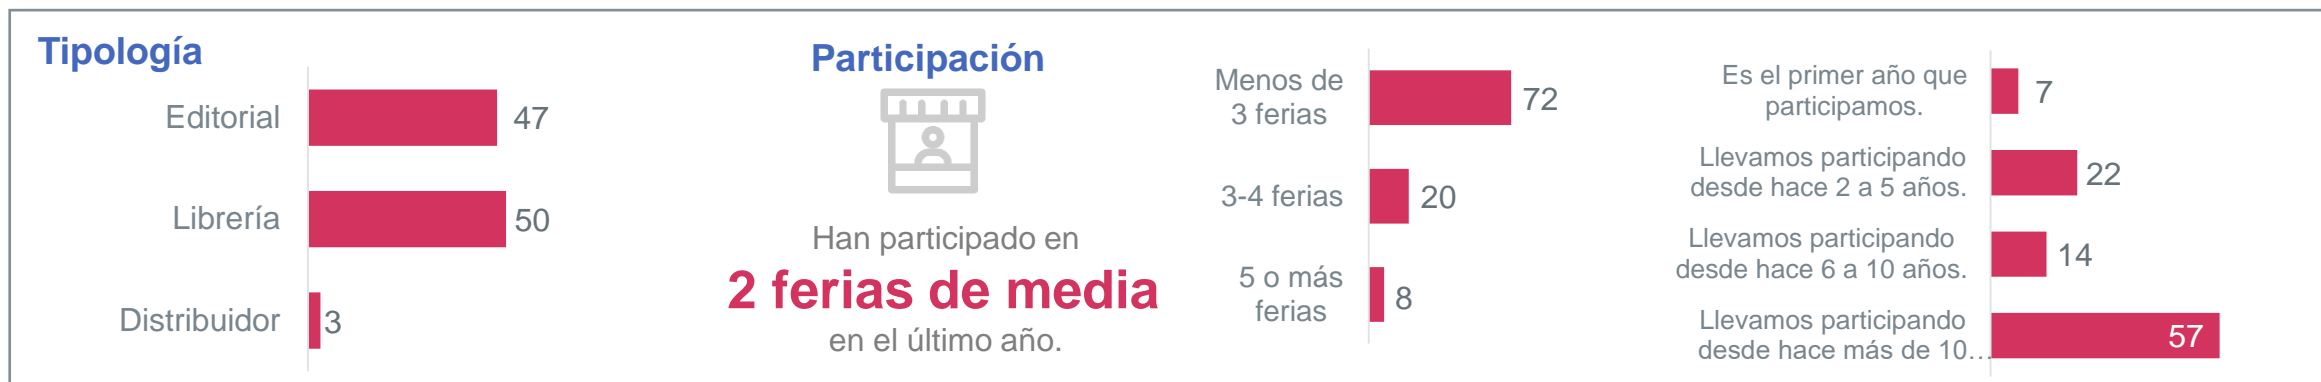 Tipología
Editorial
47
Librería
50
Distribuidor
3
Participación
Han participado en
2 ferias de media
en el último año.
Menos de
3 ferias
72
3-4 ferias
20
5 o más
ferias
8
Es el primer año que
participamos.
7
Llevamos participando
desde hace 2 a 5 años.
22
Llevamos participando
desde hace 6 a 10 años.
14
Llevamos participando
desde hace más de 10…
57